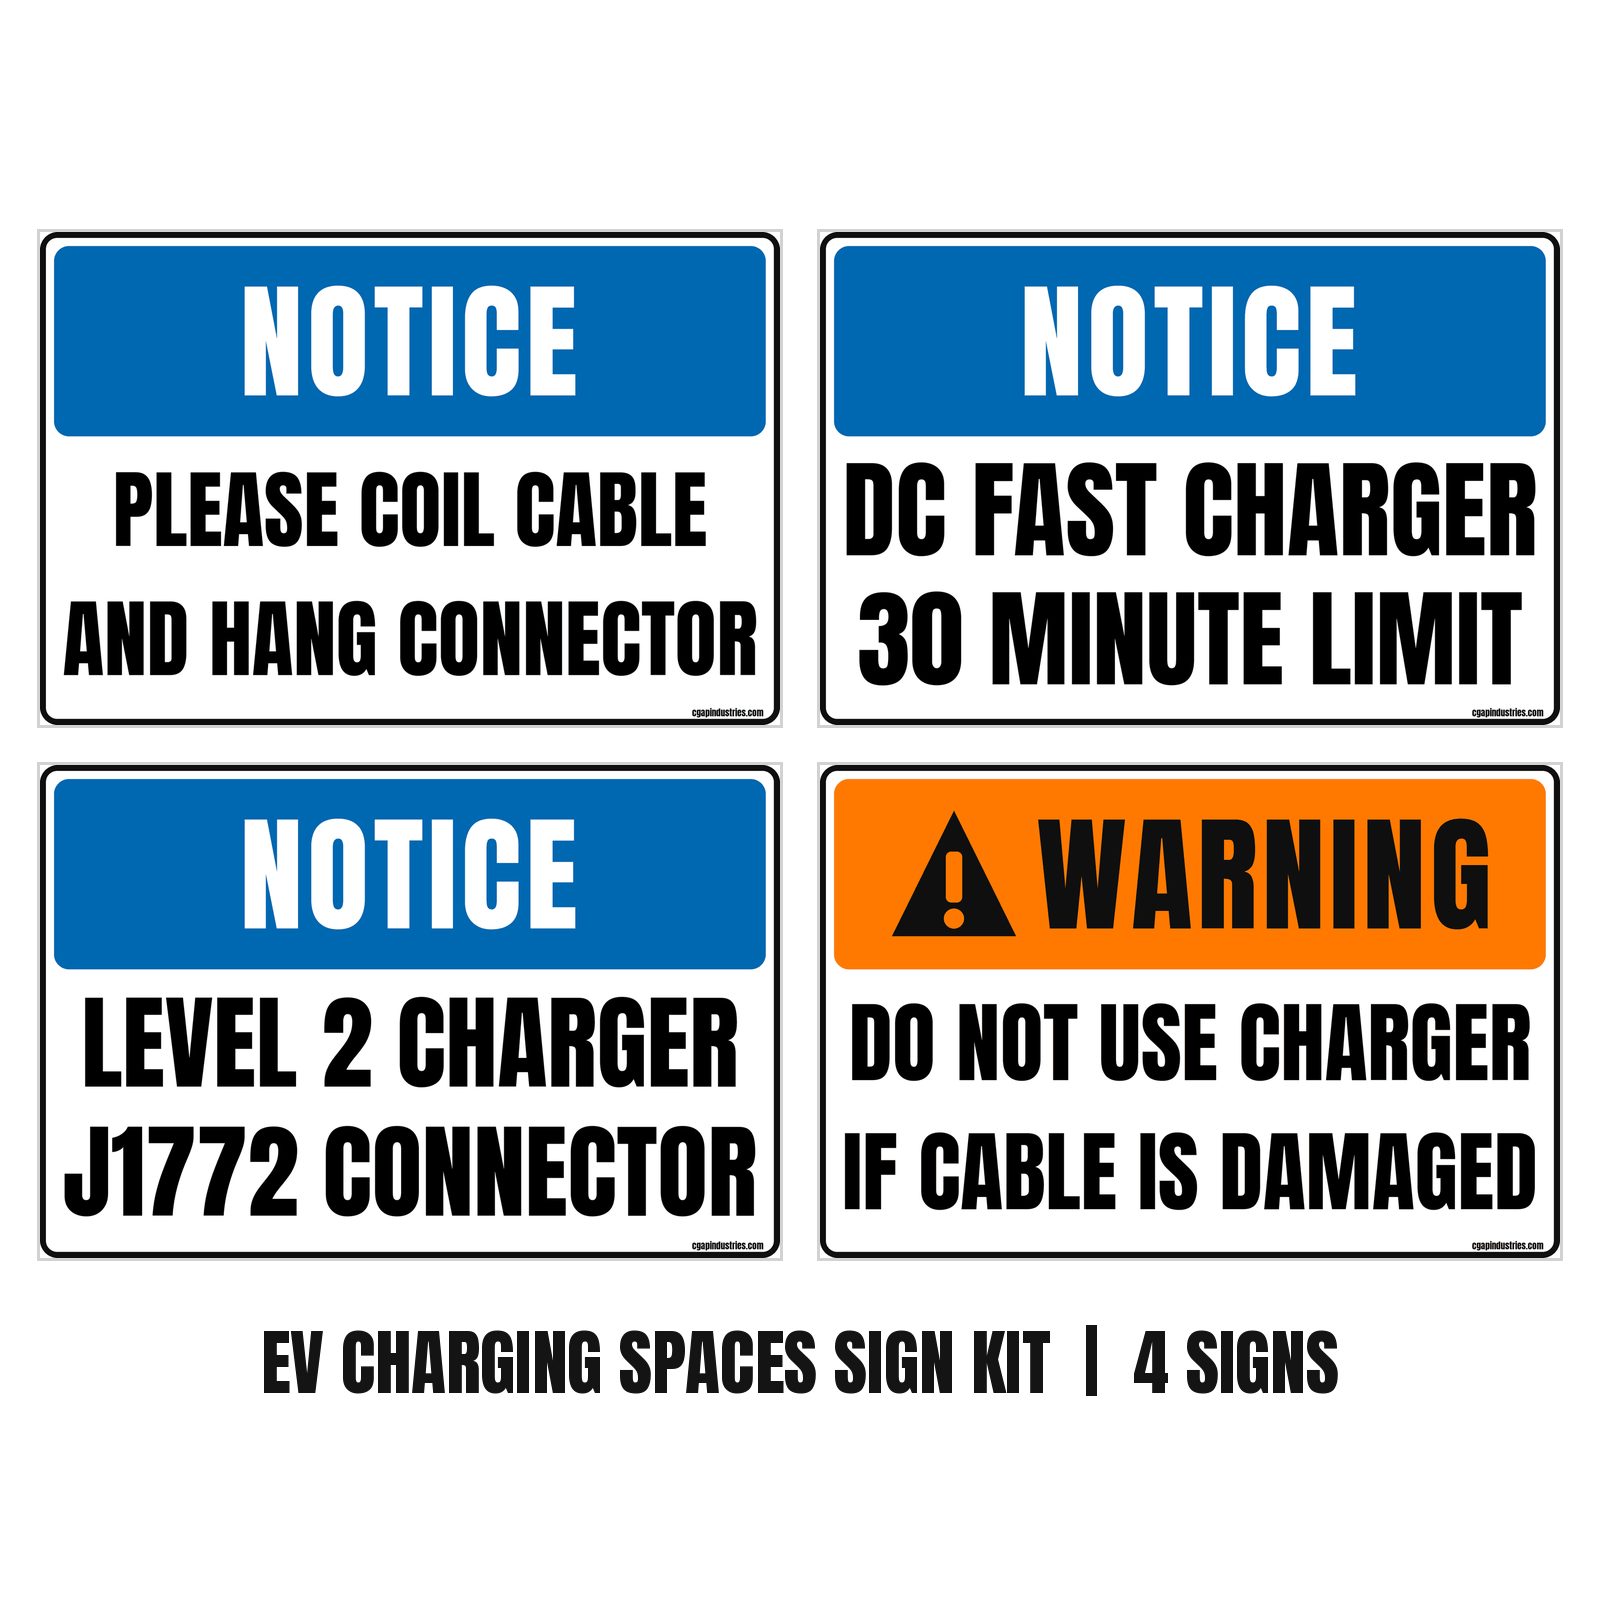 NOTICE
PLEASE COIL CABLE
AND HANG CONNECTOR
cgapindustries.com
NOTICE
DC FAST CHARGER
30 MINUTE LIMIT
cgapindustries.com
NOTICE
LEVEL 2 CHARGER
J1772 CONNECTOR
cgapindustries.com
WARNING
DO NOT USE CHARGER
IF CABLE IS DAMAGED
cgapindustries.com
EV CHARGING SPACES SIGN KIT | 4 SIGNS